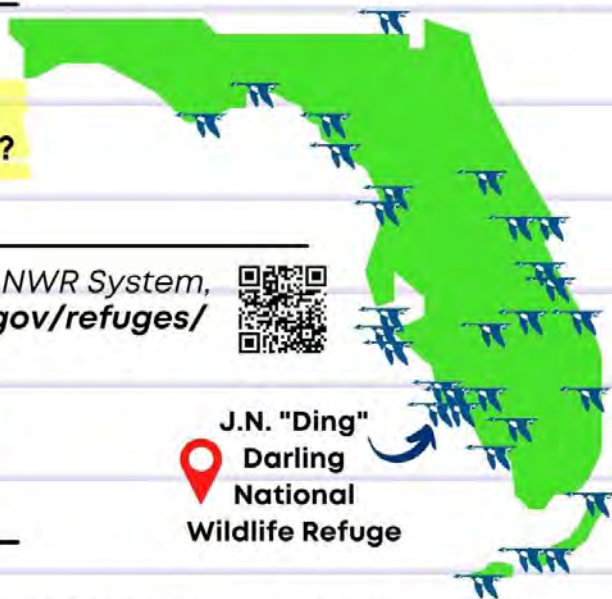 ?
NWR System,
gov/refuges/
J.N. "Ding"
Darling
National
Wildlife Refuge